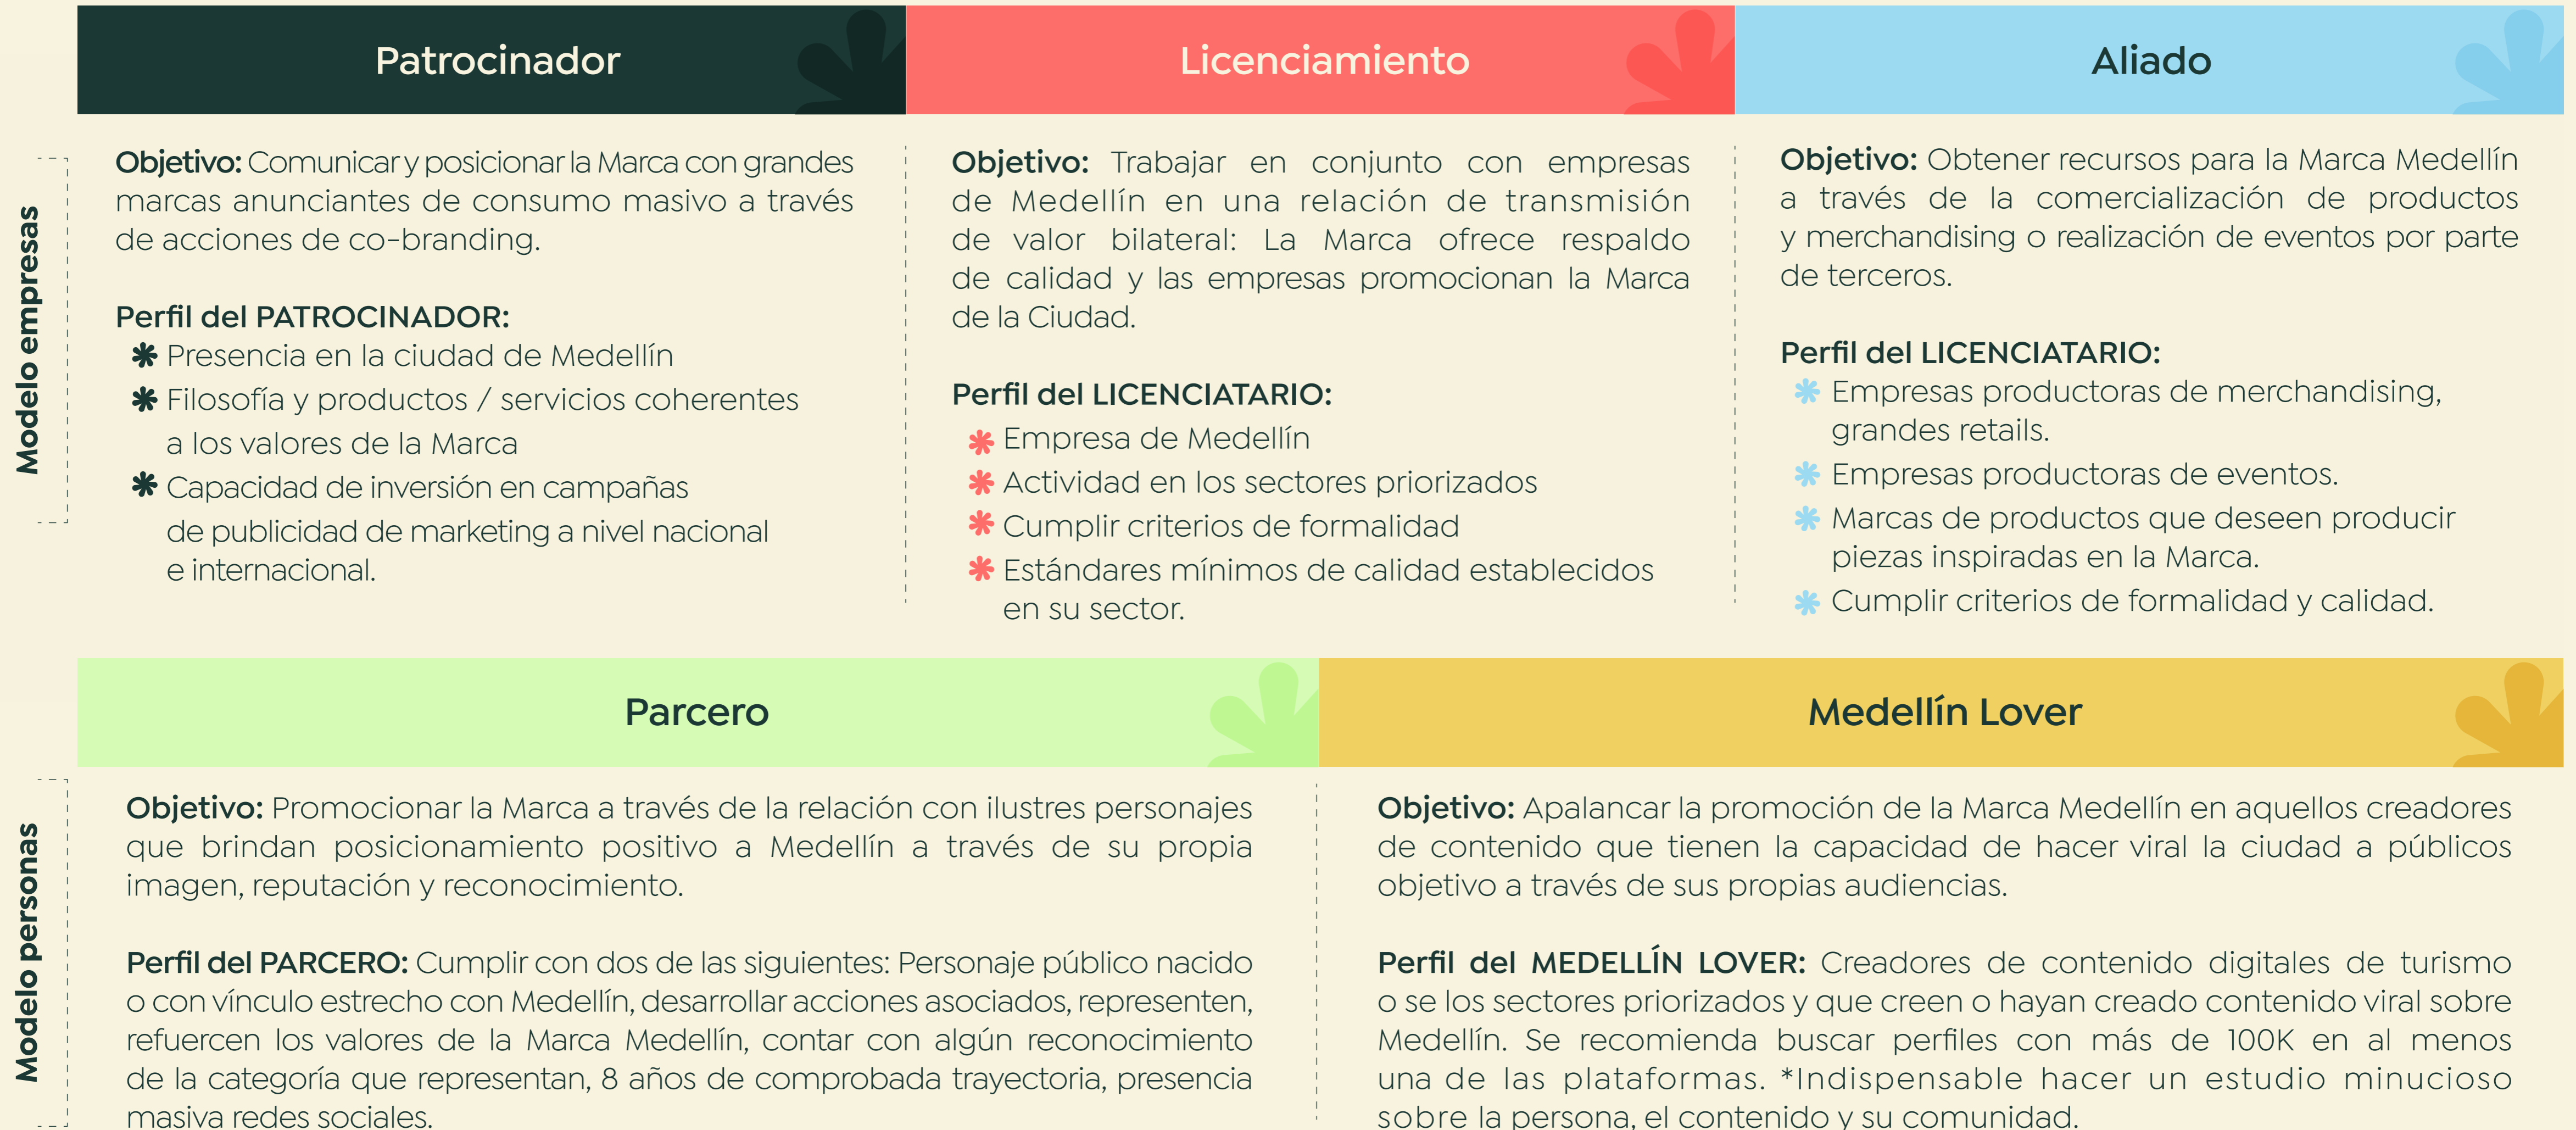 Modelo empresas
Patrocinador
Objetivo: Comunicar y posicionar la Marca con grandes
marcas anunciantes de consumo masivo a través
de acciones de co-branding.
Perfil del PATROCINADOR:
Presencia en la ciudad de Medellín
Filosofía y productos / servicios coherentes
a los valores de la Marca
Capacidad de inversión en campañas
de publicidad de marketing a nivel nacional
e internacional.
Licenciamiento
Objetivo: Trabajar en conjunto con empresas
de Medellín en una relación de transmisión
de valor bilateral: La Marca ofrece respaldo
de calidad y las empresas promocionan la Marca
de la Ciudad.
Perfil del LICENCIATARIO:
Empresa de Medellín
Actividad en los sectores priorizados
Cumplir criterios de formalidad
Estándares mínimos de calidad establecidos
en su sector.
Aliado
Objetivo: Obtener recursos para la Marca Medellín
a través de la comercialización de productos
y merchandising o realización de eventos por parte
de terceros.
Perfil del LICENCIATARIO:
Empresas productoras de merchandising,
grandes retails.
Empresas productoras de eventos.
Marcas de productos que deseen producir
piezas inspiradas en la Marca.
Cumplir criterios de formalidad y calidad.
Modelo personas
Parcero
Objetivo: Promocionar la Marca a través de la relación con ilustres personajes
que brindan posicionamiento positivo a Medellín a través de su propia
imagen, reputación y reconocimiento.
Perfil del PARCERO: Cumplir con dos de las siguientes: Personaje público nacido
o con vínculo estrecho con Medellín, desarrollar acciones asociados, representen,
refuercen los valores de la Marca Medellín, contar con algún reconocimiento
de la categoría que representan, 8 años de comprobada trayectoria, presencia
masiva redes sociales.
Medellín Lover
Objetivo: Apalancar la promoción de la Marca Medellín en aquellos creadores
de contenido que tienen la capacidad de hacer viral la ciudad a públicos
objetivo a través de sus propias audiencias.
Perfil del MEDELLÍN LOVER: Creadores de contenido digitales de turismo
o se los sectores priorizados y que creen o hayan creado contenido viral sobre
Medellín. Se recomienda buscar perfiles con más de 100K en al menos
una de las plataformas. *Indispensable hacer un estudio minucioso
sobre la persona, el contenido y su comunidad.